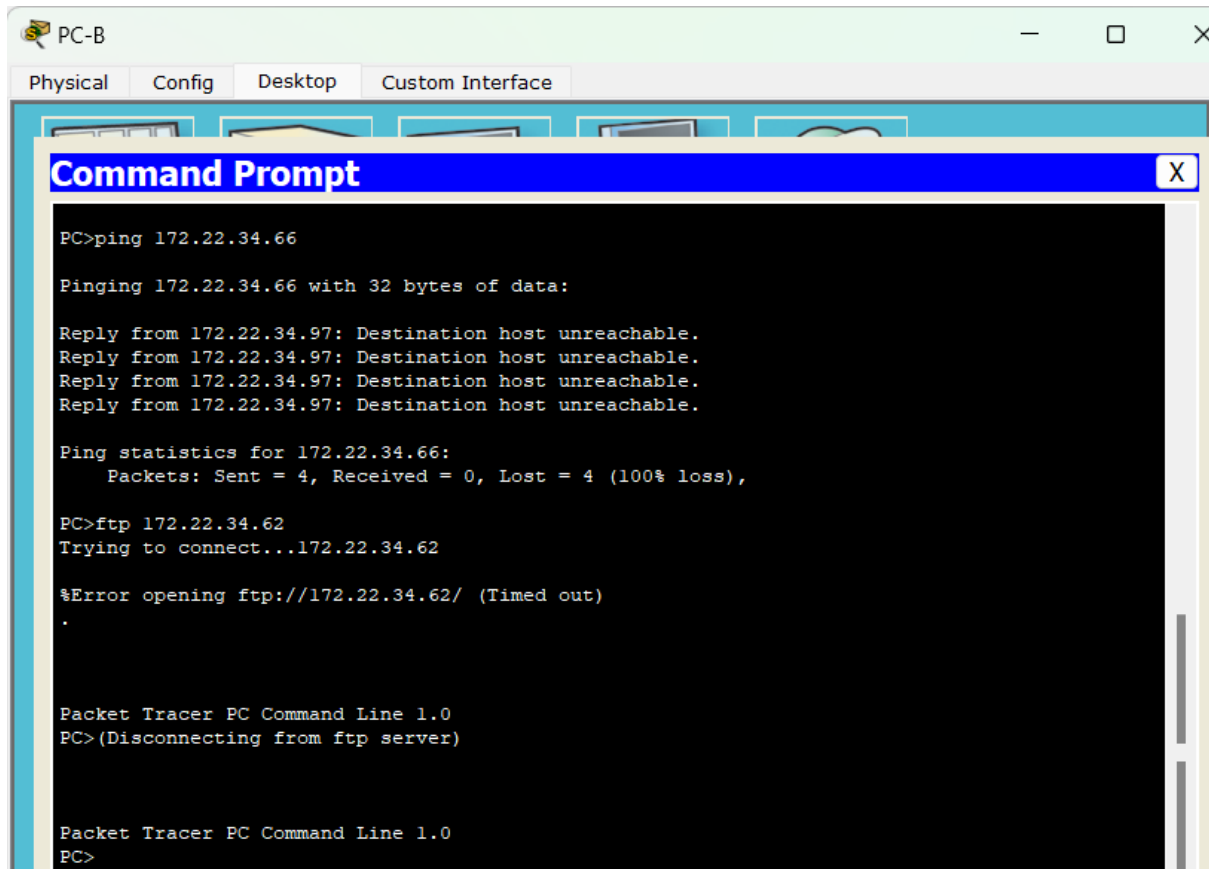 PC-B
Physical Config Desktop Custom Interface
Command Prompt
X
PC>ping 172.22.34.66
Pinging 172.22.34.66 with 32 bytes of data:
Reply from 172.22.34.97: Destination host unreachable.
Reply from 172.22.34.97: Destination host unreachable.
Reply from 172.22.34.97: Destination host unreachable.
Reply from 172.22.34.97: Destination host unreachable.
Ping statistics for 172.22.34.66:
Packets: Sent = 4, Received = 0, Lost = 4 (100% loss),
PC>ftp 172.22.34.62
Trying to connect...172.22.34.62
%Error opening ftp://172.22.34.62/ (Timed out)
.
Packet Tracer PC Command Line 1.0
PC>(Disconnecting from ftp server)
Packet Tracer PC Command Line 1.0
PC>